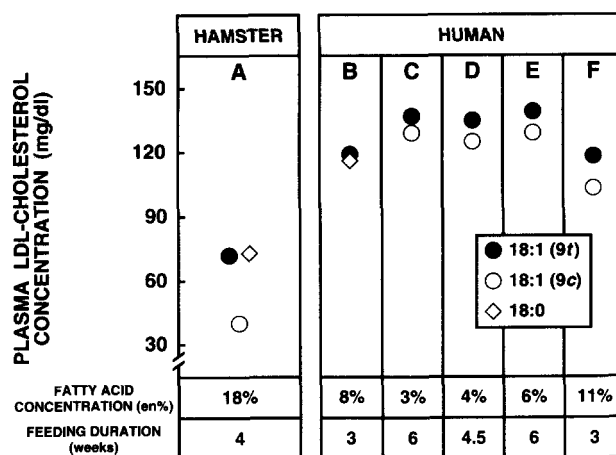 HAMSTER HUMAN
A B C D E F
PLASMA LDL-CHOLESTEROL
CONCENTRATION (mg/dl)
150
120
90
60
30
18:1 (9t)
18:1 (9c)
18:0
FATTY ACID
CONCENTRATION (en%)
18% 8% 3% 4% 6% 11%
FEEDING DURATION
(weeks)
4 3 6 4.5 6 3